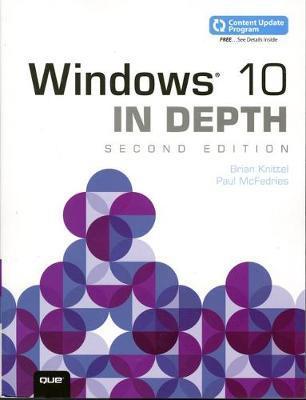 Content Update
Program
FREE...See Details Inside
Windows® 10
IN DEPTH
SECOND EDITION
Brian Knittel
Paul McFedries
que®